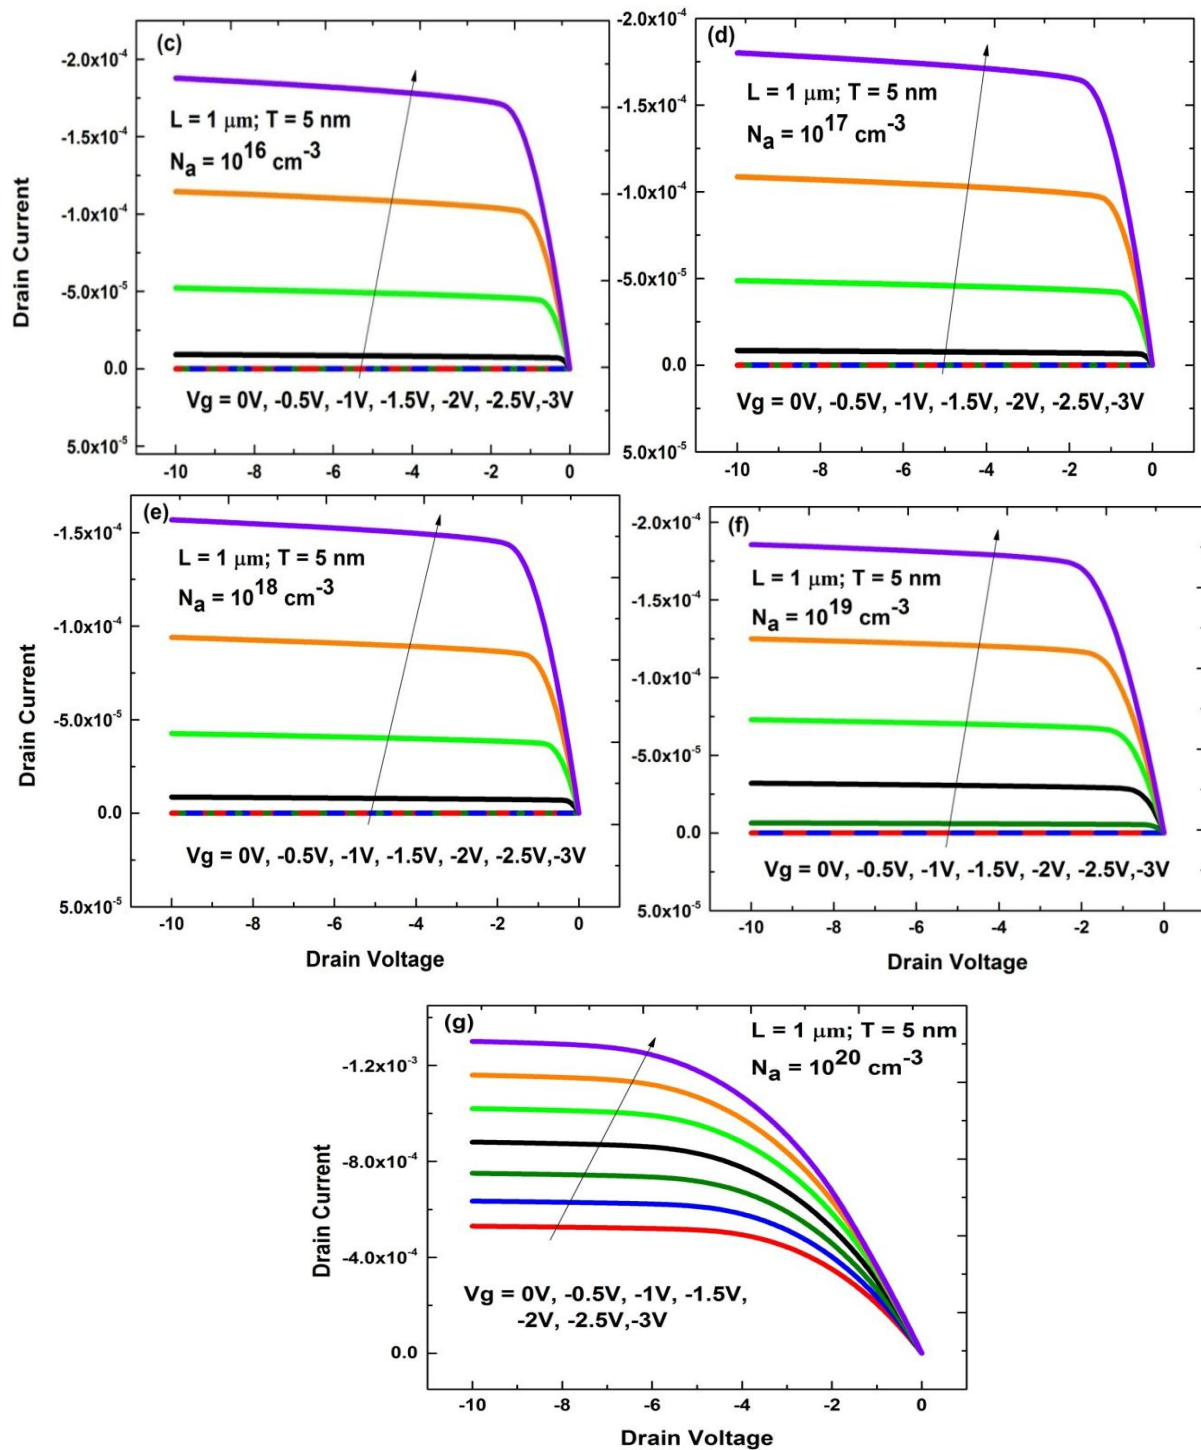 (c)
L = 1 μm; T = 5 nm
Nₐ = 10¹⁶ cm⁻³
Vg = 0V, -0.5V, -1V, -1.5V, -2V, -2.5V,-3V
Drain Current
-2.0x10⁻⁴
-1.5x10⁻⁴
-1.0x10⁻⁴
-5.0x10⁻⁵
0.0
5.0x10⁻⁵
-10 -8 -6 -4 -2 0
(d)
L = 1 μm; T = 5 nm
Nₐ = 10¹⁷ cm⁻³
Vg = 0V, -0.5V, -1V, -1.5V, -2V, -2.5V,-3V
-2.0x10⁻⁴
-1.5x10⁻⁴
-1.0x10⁻⁴
-5.0x10⁻⁵
0.0
5.0x10⁻⁵
-10 -8 -6 -4 -2 0
(e)
L = 1 μm; T = 5 nm
Nₐ = 10¹⁸ cm⁻³
Vg = 0V, -0.5V, -1V, -1.5V, -2V, -2.5V,-3V
Drain Current
-1.5x10⁻⁴
-1.0x10⁻⁴
-5.0x10⁻⁵
0.0
5.0x10⁻⁵
-10 -8 -6 -4 -2 0
Drain Voltage
(f)
L = 1 μm; T = 5 nm
Nₐ = 10¹⁹ cm⁻³
Vg = 0V, -0.5V, -1V, -1.5V, -2V, -2.5V,-3V
-2.0x10⁻⁴
-1.5x10⁻⁴
-1.0x10⁻⁴
-5.0x10⁻⁵
0.0
5.0x10⁻⁵
-10 -8 -6 -4 -2 0
Drain Voltage
(g)
L = 1 μm; T = 5 nm
Nₐ = 10²⁰ cm⁻³
Vg = 0V, -0.5V, -1V, -1.5V,
-2V, -2.5V,-3V
Drain Current
-1.2x10⁻³
-8.0x10⁻⁴
-4.0x10⁻⁴
0.0
-10 -8 -6 -4 -2 0
Drain Voltage